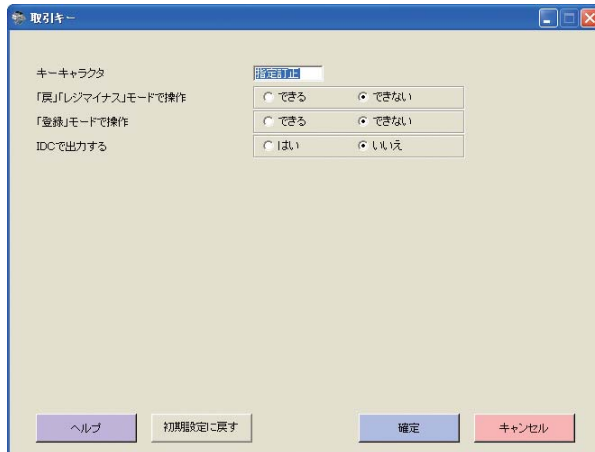 取引キー
キーキャラクタ 指定訂正
「戻」「レジマイナス」モードで操作 できる できない
「登録」モードで操作 できる できない
IDCで出力する はい いいえ
ヘルプ 初期設定に戻す 確定 キャンセル